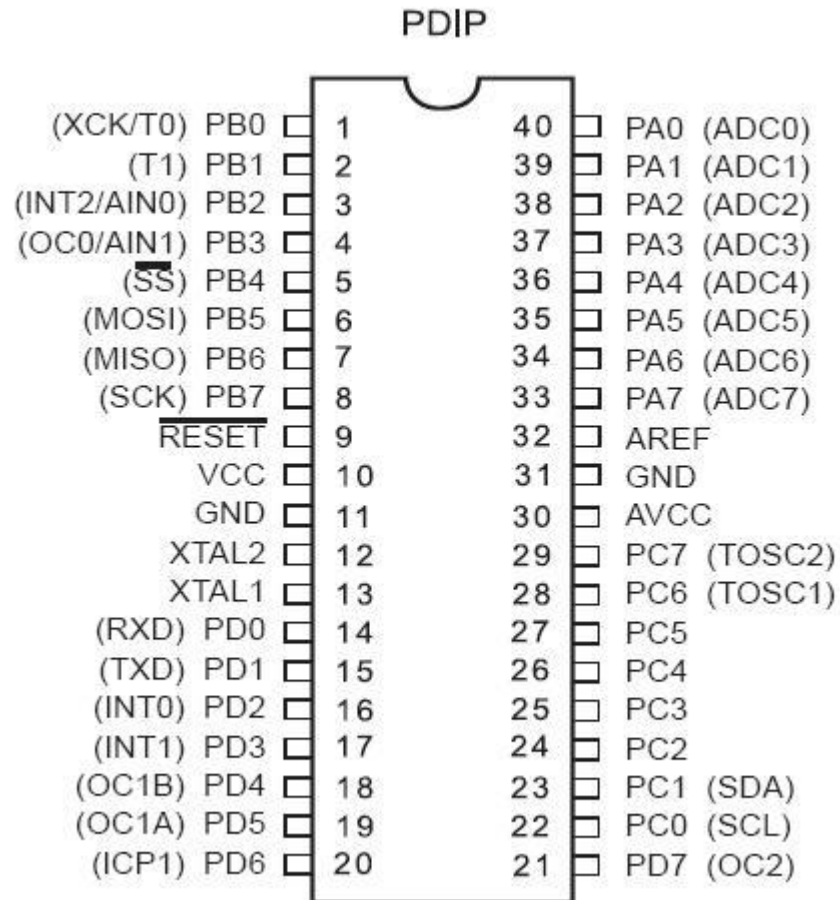 PDIP
(XCK/T0) PB0 1 40 PA0 (ADC0)
(T1) PB1 2 39 PA1 (ADC1)
(INT2/AIN0) PB2 3 38 PA2 (ADC2)
(OC0/AIN1) PB3 4 37 PA3 (ADC3)
(SS) PB4 5 36 PA4 (ADC4)
(MOSI) PB5 6 35 PA5 (ADC5)
(MISO) PB6 7 34 PA6 (ADC6)
(SCK) PB7 8 33 PA7 (ADC7)
RESET 9 32 AREF
VCC 10 31 GND
GND 11 30 AVCC
XTAL2 12 29 PC7 (TOSC2)
XTAL1 13 28 PC6 (TOSC1)
(RXD) PD0 14 27 PC5
(TXD) PD1 15 26 PC4
(INT0) PD2 16 25 PC3
(INT1) PD3 17 24 PC2
(OC1B) PD4 18 23 PC1 (SDA)
(OC1A) PD5 19 22 PC0 (SCL)
(ICP1) PD6 20 21 PD7 (OC2)